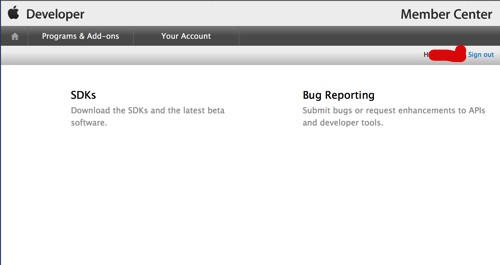 Developer
Member Center
Programs & Add-ons
Your Account
Sign out
SDKs
Download the SDKs and the latest beta
software.
Bug Reporting
Submit bugs or request enhancements to APIs
and developer tools.